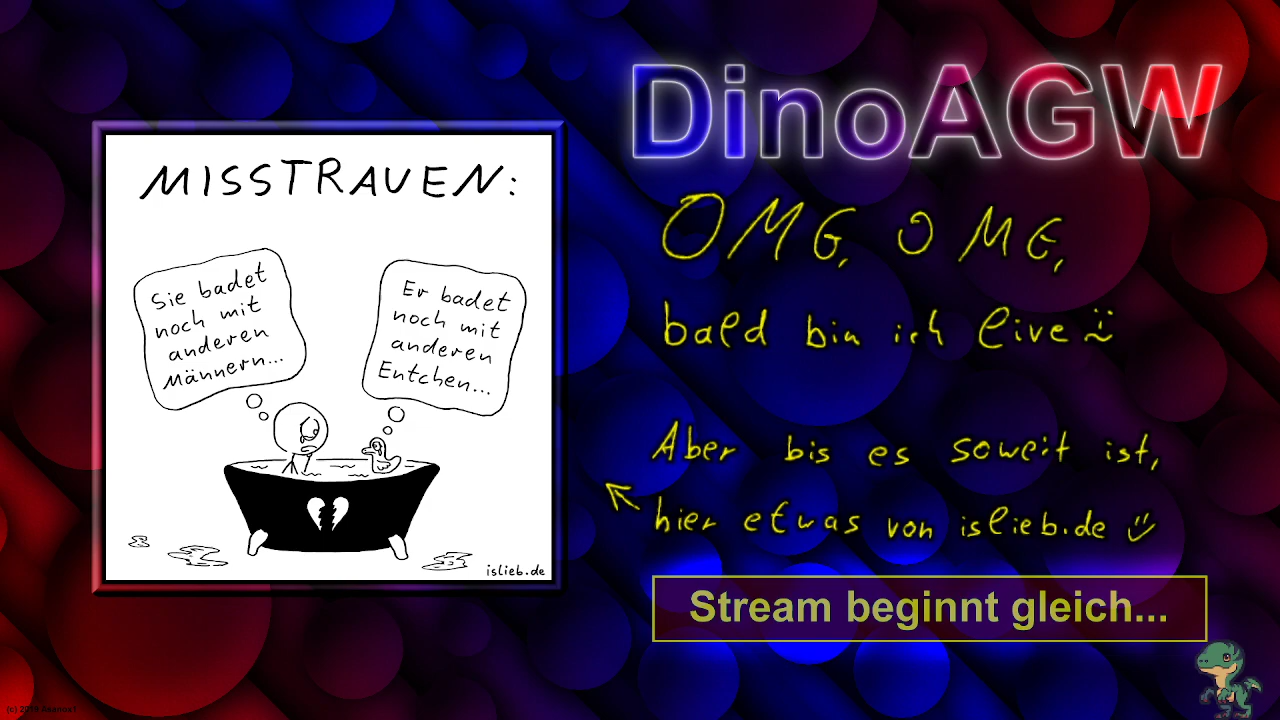 MISSTRAUEN:
Sie badet
noch mit
anderen
Männern...
Er badet
noch mit
anderen
Entchen...
islieb.de
DinoAGW
OMG, OMG,
bald bin ich live
Aber bis es soweit ist,
hier etwas von islieb.de
Stream beginnt gleich...